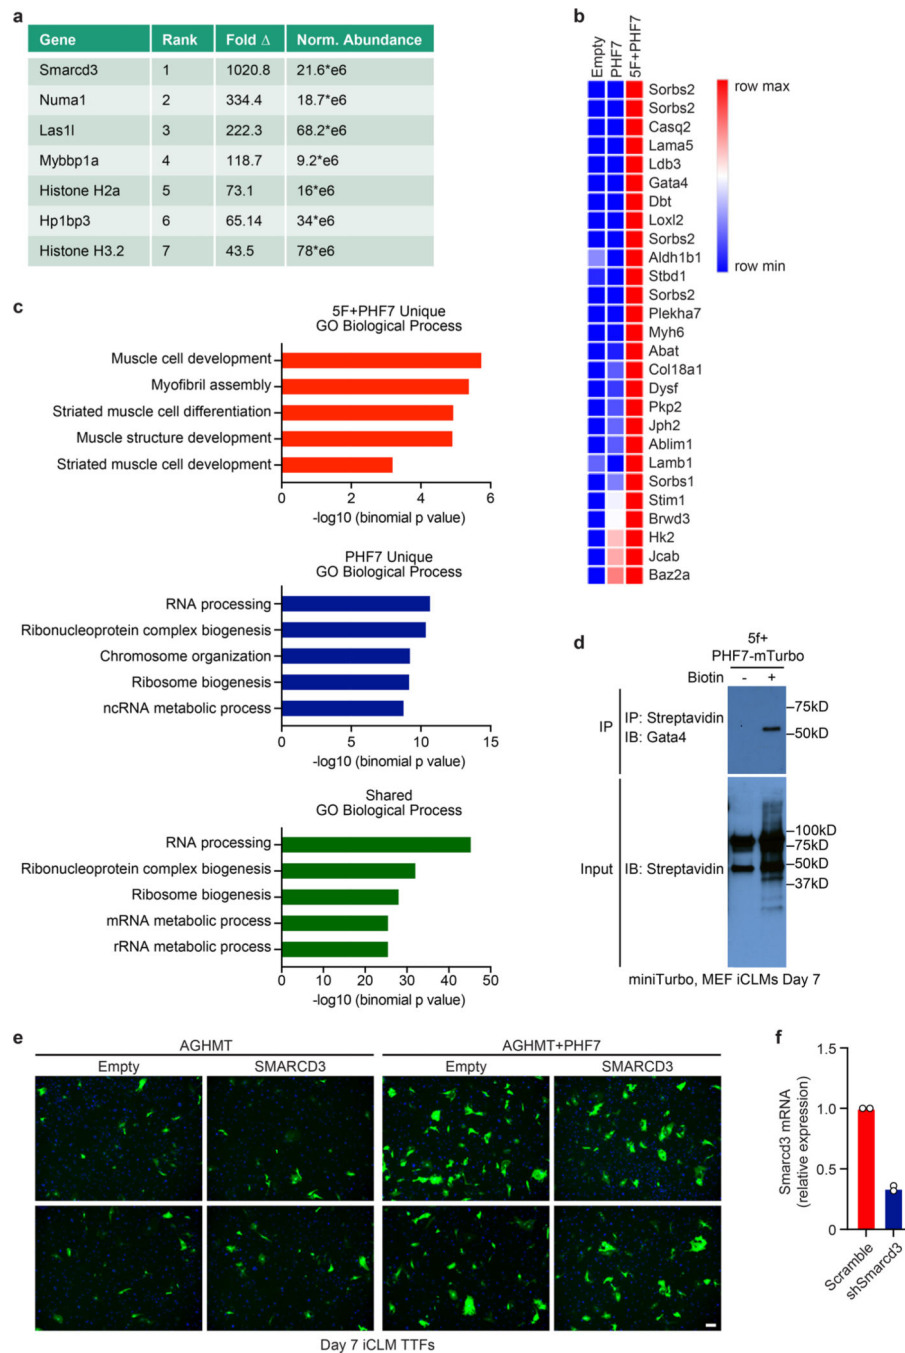 a
Gene Rank Fold Δ Norm. Abundance
Smarcd3 1 1020.8 21.6*e6
Numa1 2 334.4 18.7*e6
Las1l 3 222.3 68.2*e6
Mybbp1a 4 118.7 9.2*e6
Histone H2a 5 73.1 16*e6
Hp1bp3 6 65.14 34*e6
Histone H3.2 7 43.5 78*e6
b
Empty PHF7 5F+PHF7
Sorbs2
Sorbs2
Casq2
Lama5
Ldb3
Gata4
Dbt
Loxl2
Sorbs2
Aldh1b1
Stbd1
Sorbs2
Plekha7
Myh6
Abat
Col18a1
Dysf
Pkp2
Jph2
Ablim1
Lamb1
Sorbs1
Stim1
Brwd3
Hk2
Jcab
Baz2a
row max
row min
c
5F+PHF7 Unique
GO Biological Process
Muscle cell development
Myofibril assembly
Striated muscle cell differentiation
Muscle structure development
Striated muscle cell development
0 2 4 6
-log10 (binomial p value)
PHF7 Unique
GO Biological Process
RNA processing
Ribonucleoprotein complex biogenesis
Chromosome organization
Ribosome biogenesis
ncRNA metabolic process
0 5 10 15
-log10 (binomial p value)
Shared
GO Biological Process
RNA processing
Ribonucleoprotein complex biogenesis
Ribosome biogenesis
mRNA metabolic process
rRNA metabolic process
0 10 20 30 40 50
-log10 (binomial p value)
d
5f+
PHF7-mTurbo
Biotin - +
IP
IP: Streptavidin
IB: Gata4
75kD
50kD
Input
IB: Streptavidin
100kD
75kD
50kD
37kD
miniTurbo, MEF iCLMs Day 7
e
AGHMT AGHMT+PHF7
Empty SMARCD3 Empty SMARCD3
Day 7 iCLM TTFs
f
Smarcd3 mRNA
(relative expression)
1.5
1.0
0.5
0
Scramble
shSmarcd3